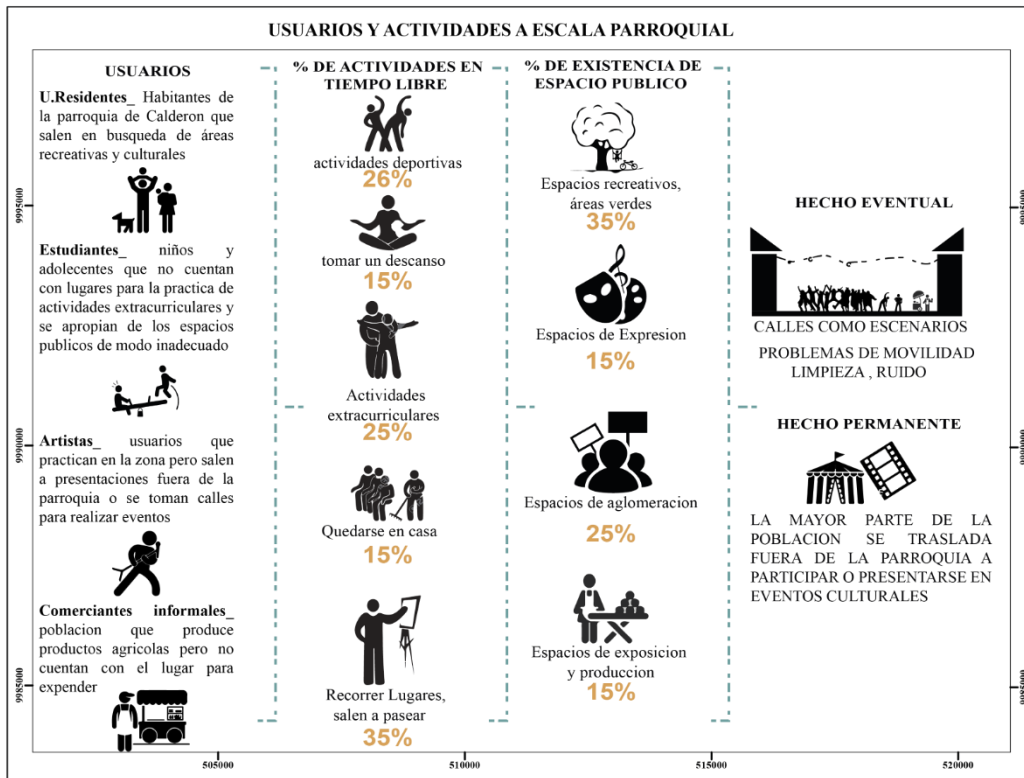 USUARIOS Y ACTIVIDADES A ESCALA PARROQUIAL
USUARIOS
U.Residentes_ Habitantes de
la parroquia de Calderon que
salen en busqueda de áreas
recreativas y culturales
Estudiantes_ niños y
adolecentes que no cuentan
con lugares para la practica de
actividades extracurriculares y
se apropian de los espacios
publicos de modo inadecuado
Artistas_ usuarios que
practican en la zona pero salen
a presentaciones fuera de la
parroquia o se toman calles
para realizar eventos
Comerciantes informales_
poblacion que produce
productos agricolas pero no
cuentan con el lugar para
expender
% DE ACTIVIDADES EN
TIEMPO LIBRE
actividades deportivas
26%
tomar un descanso
15%
Actividades
extracurriculares
25%
Quedarse en casa
15%
Recorrer Lugares,
salen a pasear
35%
% DE EXISTENCIA DE
ESPACIO PUBLICO
Espacios recreativos,
áreas verdes
35%
Espacios de Expresion
15%
Espacios de aglomeracion
25%
Espacios de exposicion
y produccion
15%
HECHO EVENTUAL
CALLES COMO ESCENARIOS
PROBLEMAS DE MOVILIDAD
LIMPIEZA , RUIDO
HECHO PERMANENTE
LA MAYOR PARTE DE LA
POBLACION SE TRASLADA
FUERA DE LA PARROQUIA A
PARTICIPAR O PRESENTARSE EN
EVENTOS CULTURALES
9995000
9990000
9985000
9995000
9990000
9985000
505000
510000
515000
520000